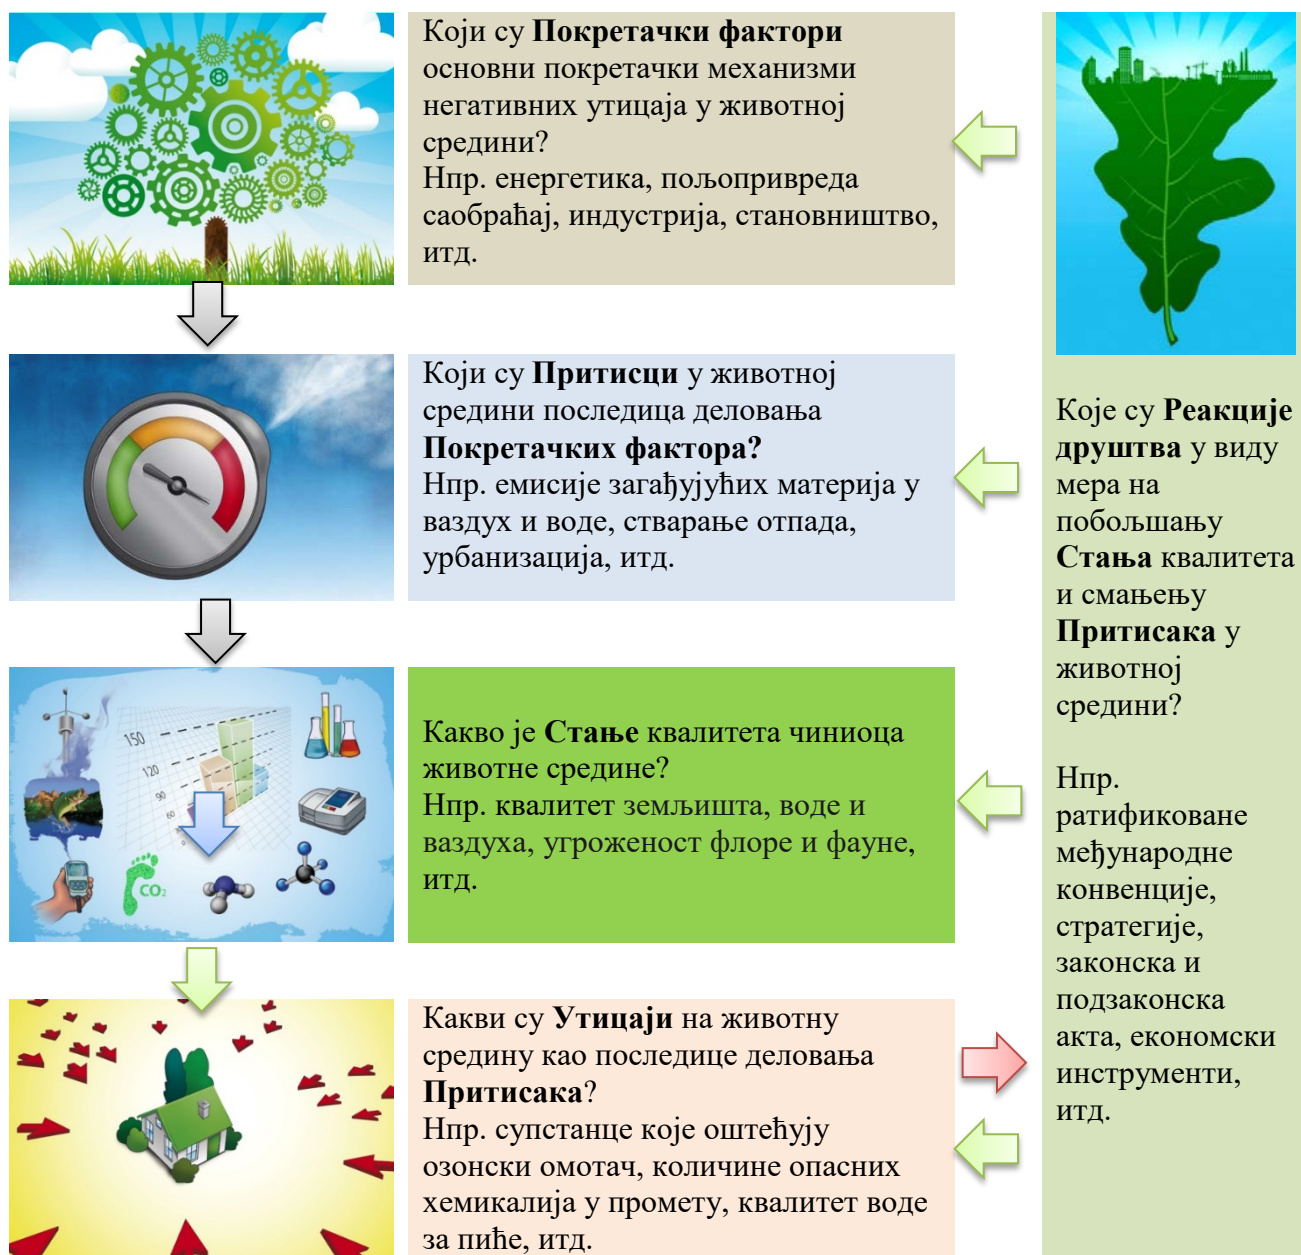 Који су Покретачки фактори
основни покретачки механизми
негативних утицаја у животној
средини?
Нпр. енергетика, пољопривреда
саобраћај, индустрија, становништво,
итд.
Који су Притисци у животној
средини последица деловања
Покретачких фактора?
Нпр. емисије загађујућих материја у
ваздух и воде, стварање отпада,
урбанизација, итд.
150
120
90
60
0
CO₂
Какво је Стање квалитета чиниоца
животне средине?
Нпр. квалитет земљишта, воде и
ваздуха, угроженост флоре и фауне,
итд.
Какви су Утицаји на животну
средину као последице деловања
Притисака?
Нпр. супстанце које оштећују
озонски омотач, количине опасних
хемикалија у промету, квалитет воде
за пиће, итд.
Које су Реакције
друштва у виду
мера на
побољшању
Стања квалитета
и смањењу
Притисака у
животној
средини?
Нпр.
ратификоване
међународне
конвенције,
стратегије,
законска и
подзаконска
акта, економски
инструменти,
итд.